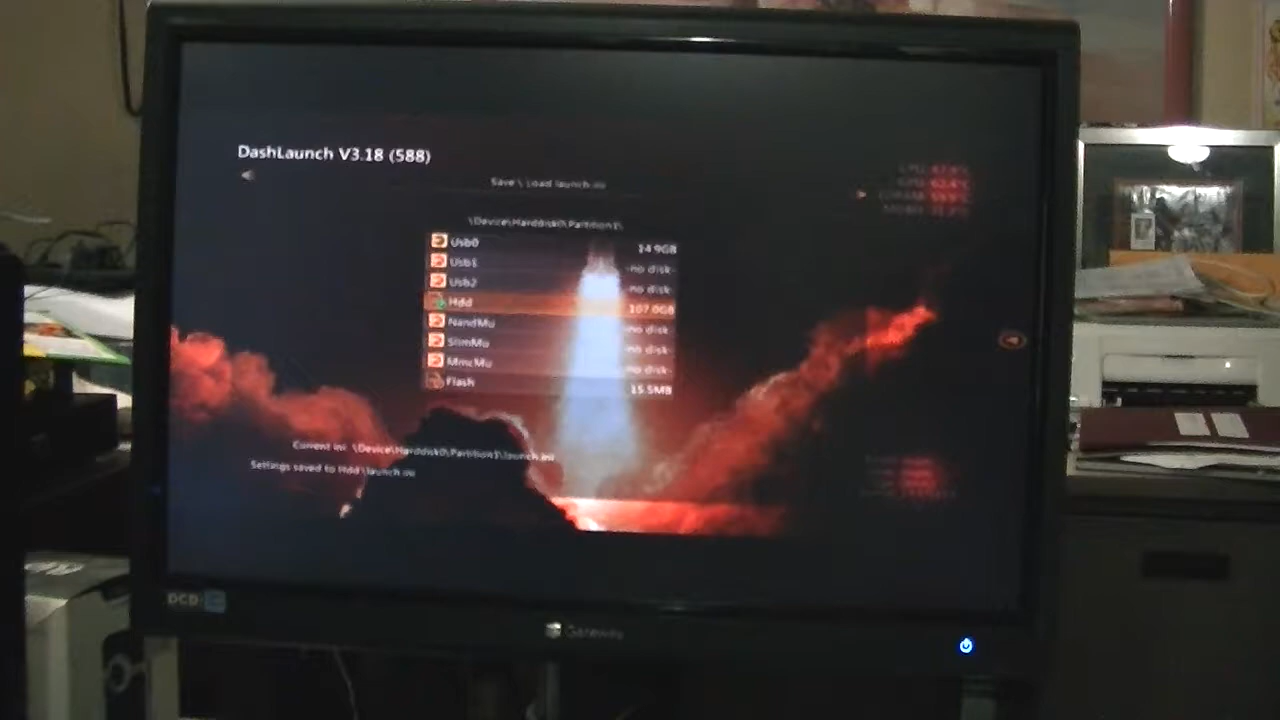 DashLaunch V3.18 (588)
Save \ Load launch.ini
\Device\Harddisk0\Partition1\
Usb0 14.9GB
Usb1 -no disk-
Usb2 -no disk-
Hdd 107.0GB
NandMu -no disk-
SlimMu -no disk-
MmcMu -no disk-
Flash 15.5MB
Current ini: \Device\Harddisk0\Partition1\launch.ini
Settings saved to Hdd:\launch.ini
DCD
Gateway